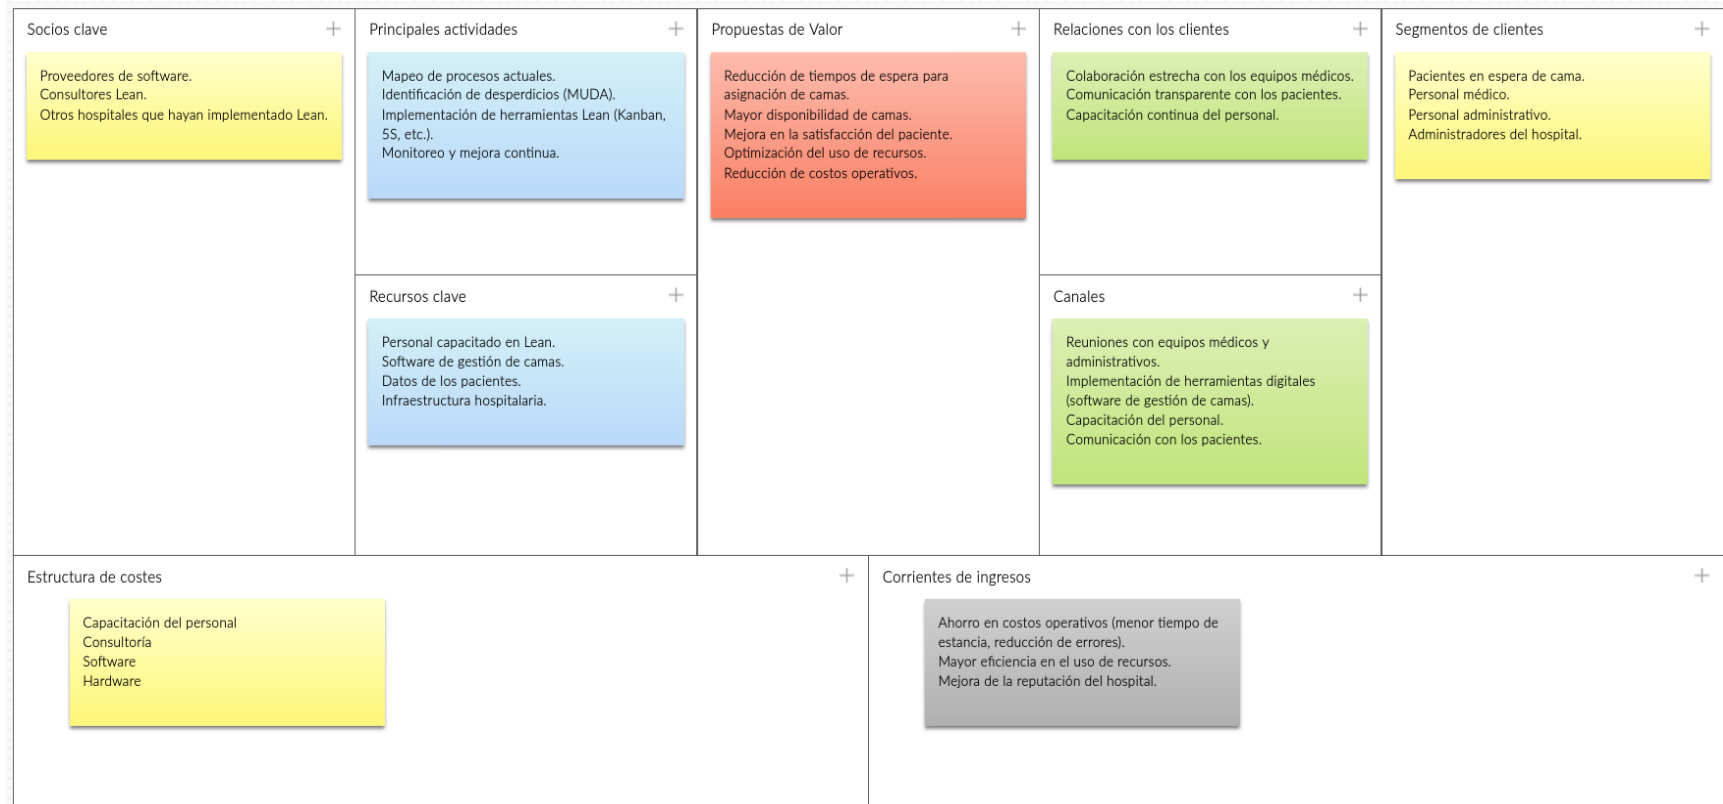 Socios clave
Proveedores de software.
Consultores Lean.
Otros hospitales que hayan implementado Lean.
Principales actividades
Mapeo de procesos actuales.
Identificación de desperdicios (MUDA).
Implementación de herramientas Lean (Kanban,
5S, etc.).
Monitoreo y mejora continua.
Recursos clave
Personal capacitado en Lean.
Software de gestión de camas.
Datos de los pacientes.
Infraestructura hospitalaria.
Propuestas de Valor
Reducción de tiempos de espera para
asignación de camas.
Mayor disponibilidad de camas.
Mejora en la satisfacción del paciente.
Optimización del uso de recursos.
Reducción de costos operativos.
Relaciones con los clientes
Colaboración estrecha con los equipos médicos.
Comunicación transparente con los pacientes.
Capacitación continua del personal.
Canales
Reuniones con equipos médicos y
administrativos.
Implementación de herramientas digitales
(software de gestión de camas).
Capacitación del personal.
Comunicación con los pacientes.
Segmentos de clientes
Pacientes en espera de cama.
Personal médico.
Personal administrativo.
Administradores del hospital.
Estructura de costes
Capacitación del personal
Consultoría
Software
Hardware
Corrientes de ingresos
Ahorro en costos operativos (menor tiempo de
estancia, reducción de errores).
Mayor eficiencia en el uso de recursos.
Mejora de la reputación del hospital.